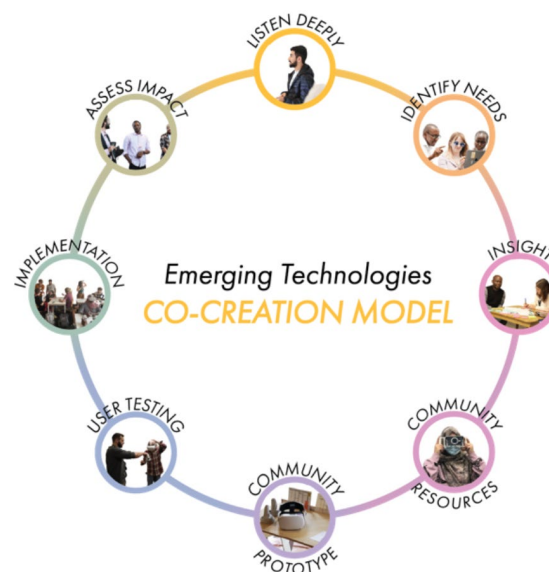 LISTEN DEEPLY
IDENTIFY NEEDS
INSIGHT
COMMUNITY
RESOURCES
COMMUNITY
PROTOTYPE
USER TESTING
IMPLEMENTATION
ASSESS IMPACT
Emerging Technologies
CO-CREATION MODEL